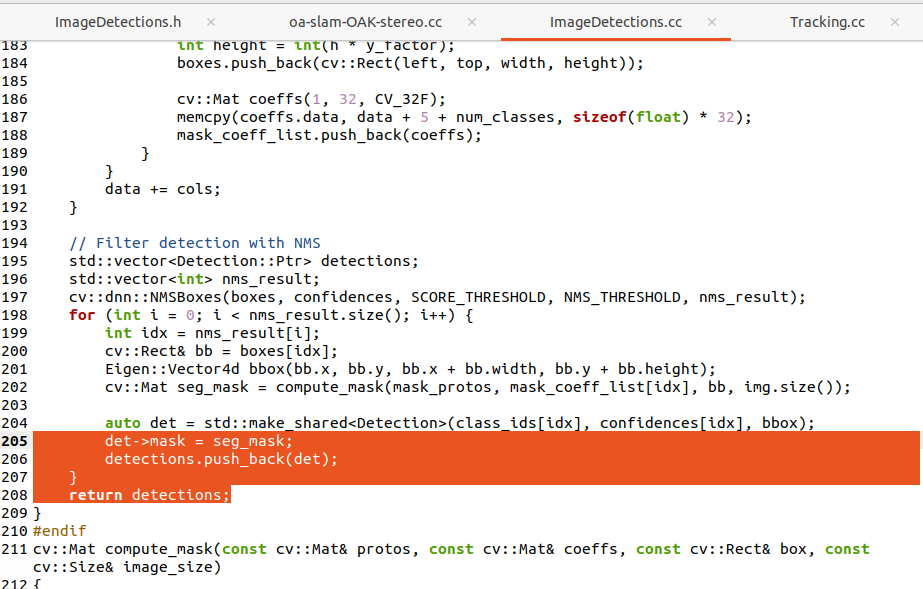 ImageDetections.h × oa-slam-OAK-stereo.cc × ImageDetections.cc × Tracking.cc ×
183                 int height = int(h * y_factor);
184                 boxes.push_back(cv::Rect(left, top, width, height));
185
186                 cv::Mat coeffs(1, 32, CV_32F);
187                 memcpy(coeffs.data, data + 5 + num_classes, sizeof(float) * 32);
188                 mask_coeff_list.push_back(coeffs);
189             }
190         }
191         data += cols;
192     }
193
194     // Filter detection with NMS
195     std::vector<Detection::Ptr> detections;
196     std::vector<int> nms_result;
197     cv::dnn::NMSBoxes(boxes, confidences, SCORE_THRESHOLD, NMS_THRESHOLD, nms_result);
198     for (int i = 0; i < nms_result.size(); i++) {
199         int idx = nms_result[i];
200         cv::Rect& bb = boxes[idx];
201         Eigen::Vector4d bbox(bb.x, bb.y, bb.x + bb.width, bb.y + bb.height);
202         cv::Mat seg_mask = compute_mask(mask_protos, mask_coeff_list[idx], bb, img.size());
203
204         auto det = std::make_shared<Detection>(class_ids[idx], confidences[idx], bbox);
205         det->mask = seg_mask;
206         detections.push_back(det);
207     }
208     return detections;
209 }
210 #endif
211 cv::Mat compute_mask(const cv::Mat& protos, const cv::Mat& coeffs, const cv::Rect& box, const
cv::Size& image_size)
212 {